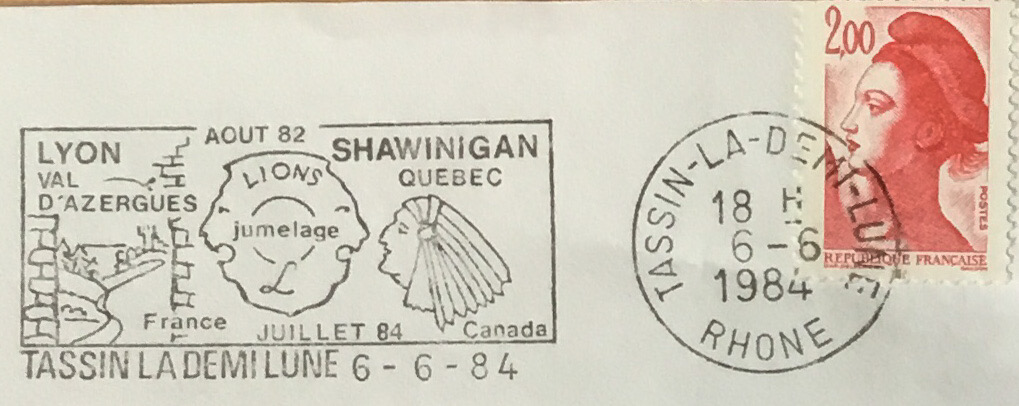 AOUT 82
LYON
VAL
D'AZERGUES
France
LIONS
jumelage
L
JUILLET 84
SHAWINIGAN
QUEBEC
Canada
TASSIN LA DEMI LUNE 6 - 6 - 84
TASSIN-LA-DEMI-LUNE
18 H
6 - 6
1984
RHONE
2,00
POSTES
REPUBLIQUE FRANÇAISE